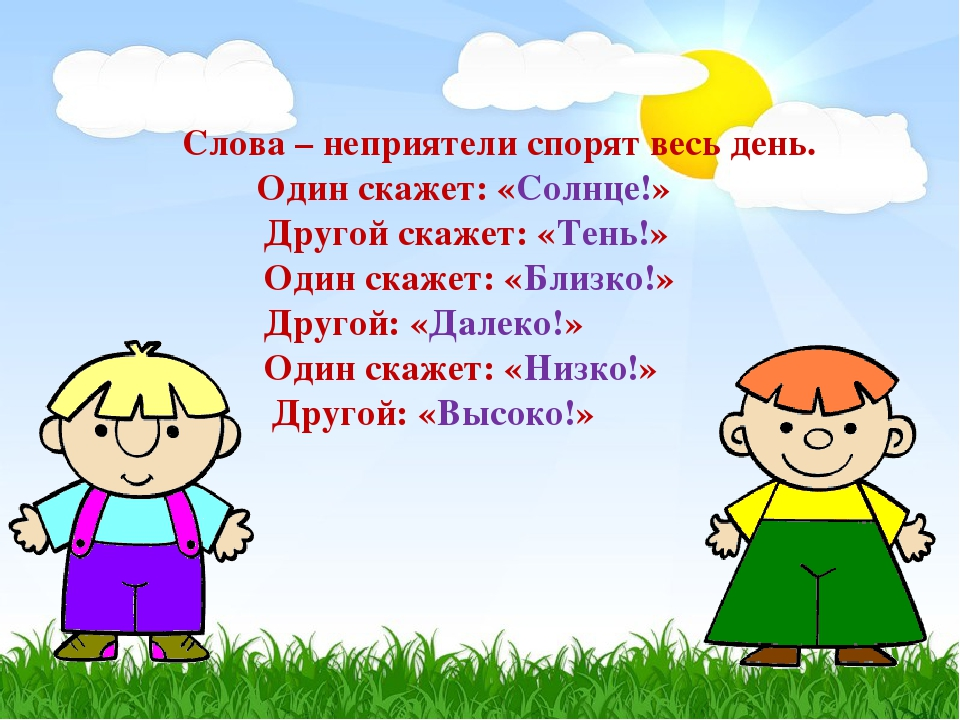 Слова – неприятели спорят весь день.
Один скажет: «Солнце!»
Другой скажет: «Тень!»
Один скажет: «Близко!»
Другой: «Далеко!»
Один скажет: «Низко!»
Другой: «Высоко!»